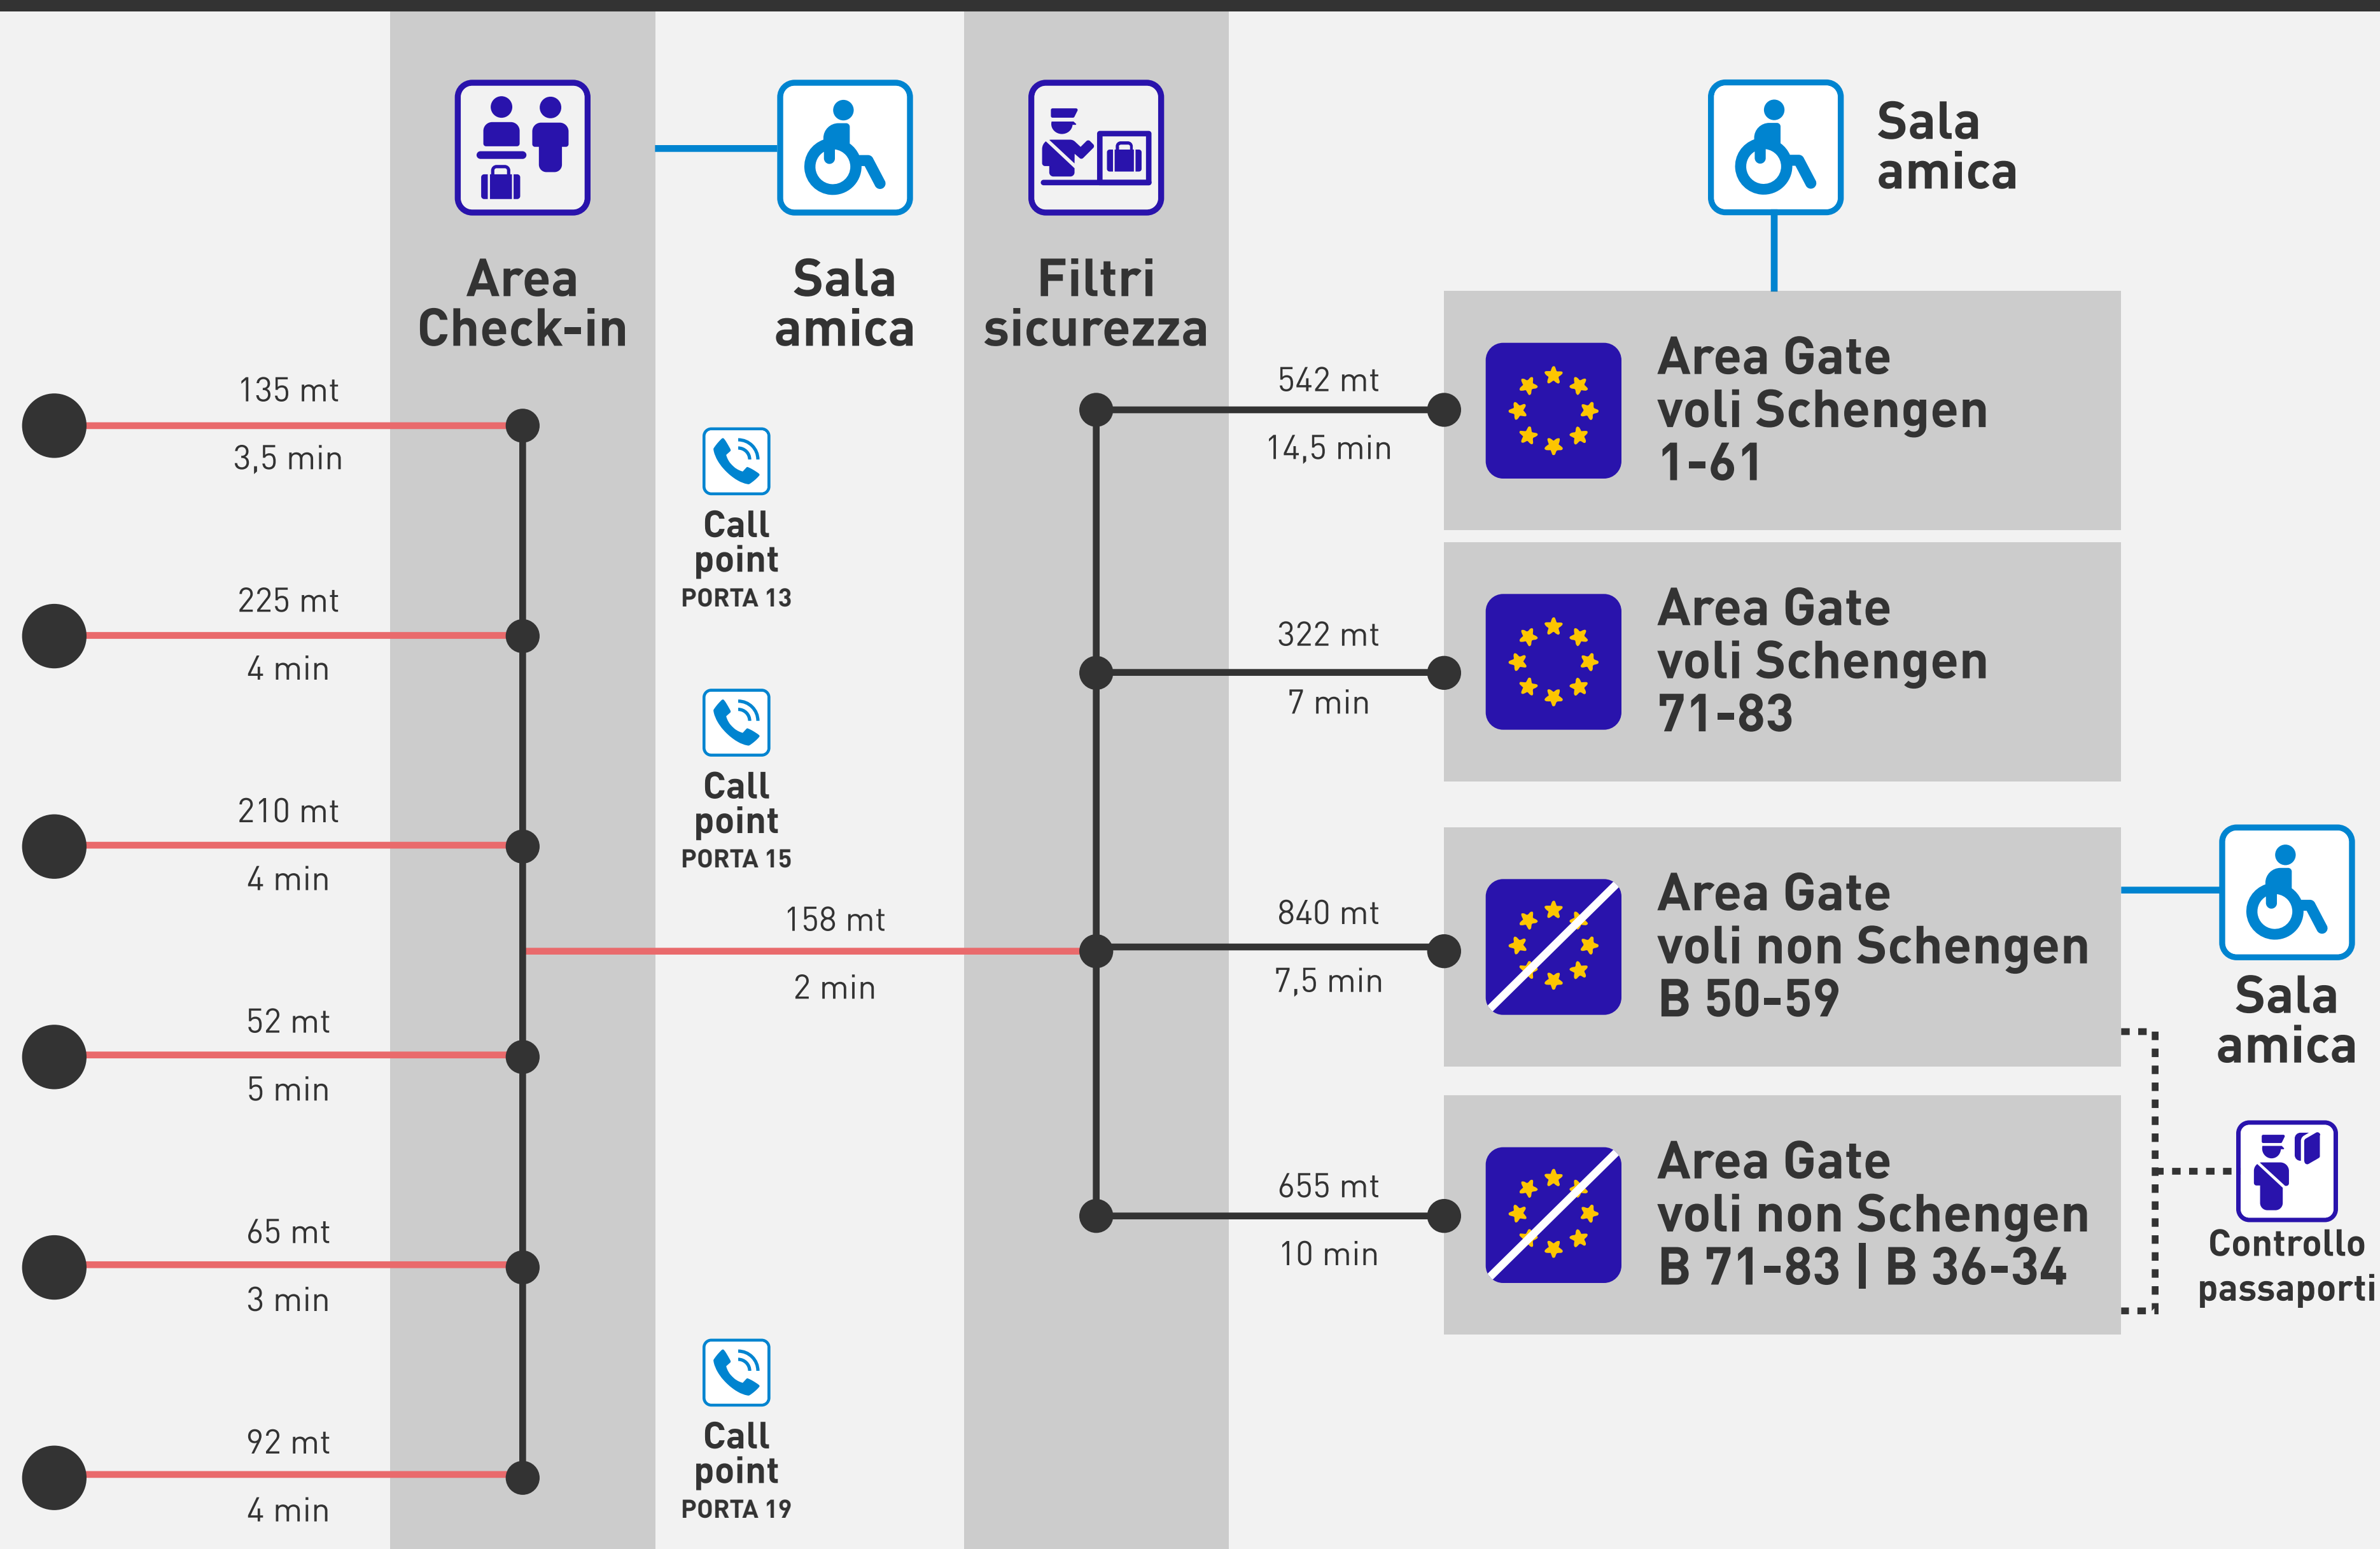 Area
Check-in
Sala
amica
Filtri
sicurezza
Sala
amica
135 mt
3,5 min
225 mt
4 min
210 mt
4 min
52 mt
5 min
65 mt
3 min
92 mt
4 min
Call
point
PORTA 13
Call
point
PORTA 15
158 mt
2 min
Call
point
PORTA 19
542 mt
14,5 min
322 mt
7 min
840 mt
7,5 min
655 mt
10 min
Area Gate
voli Schengen
1-61
Area Gate
voli Schengen
71-83
Area Gate
voli non Schengen
B 50-59
Area Gate
voli non Schengen
B 71-83 | B 36-34
Sala
amica
Controllo
passaporti